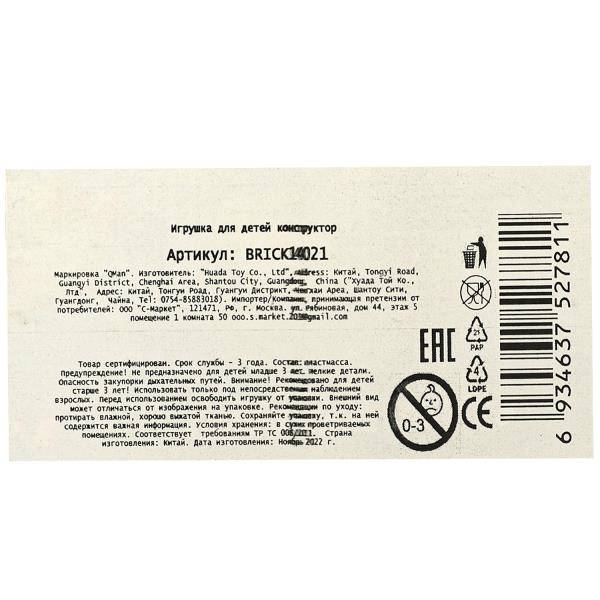 Игрушка для детей конструктор
Артикул: BRICK14021
Маркировка "QMan". Изготовитель: "Huada Toy Co., Ltd", Address: Китай, Tongyi Road,
Guangyi District, Chenghai Area, Shantou City, Guangdong, China ("Хуада Той Ко.,
Лтд", Адрес: Китай, Тонгуи Роад, Гуангуи Дистрикт, Ченгхаи Area, Шантоу Сити,
Гуангдонг, Чайна, Tel: 0754-85883018). Импортер/Компания, принимающая претензии от
потребителей: ООО "С-Маркет", 121471, РФ, г. Москва, ул. Рябиновая, дом 44, этаж 5
помещение 1 комната 50 ooo.s.market.2019@gmail.com
Товар сертифицирован. Срок службы - 3 года. Состав: пластмасса.
Предупреждение! Не предназначено для детей младше 3 лет. мелкие детали.
Опасность закупорки дыхательных путей. Внимание! Рекомендовано для детей
старше 3 лет! Использовать только под непосредственным наблюдением
взрослых. Перед использованием освободить игрушку от упаковки. Внешний вид
может отличаться от изображения на упаковке. Рекомендации по уходу:
протирать влажной, хорошо выжатой тканью. Сохраняйте упаковку, т.к. на ней
содержится важная информация. Условия хранения: в сухих проветриваемых
помещениях. Соответствует требованиям ТР ТС 008/2011. Страна
изготовления: Китай. Дата изготовления: Ноябрь 2022 г.
EAC
0-3
21
PAP
4
LDPE
CE
6 934637 527811